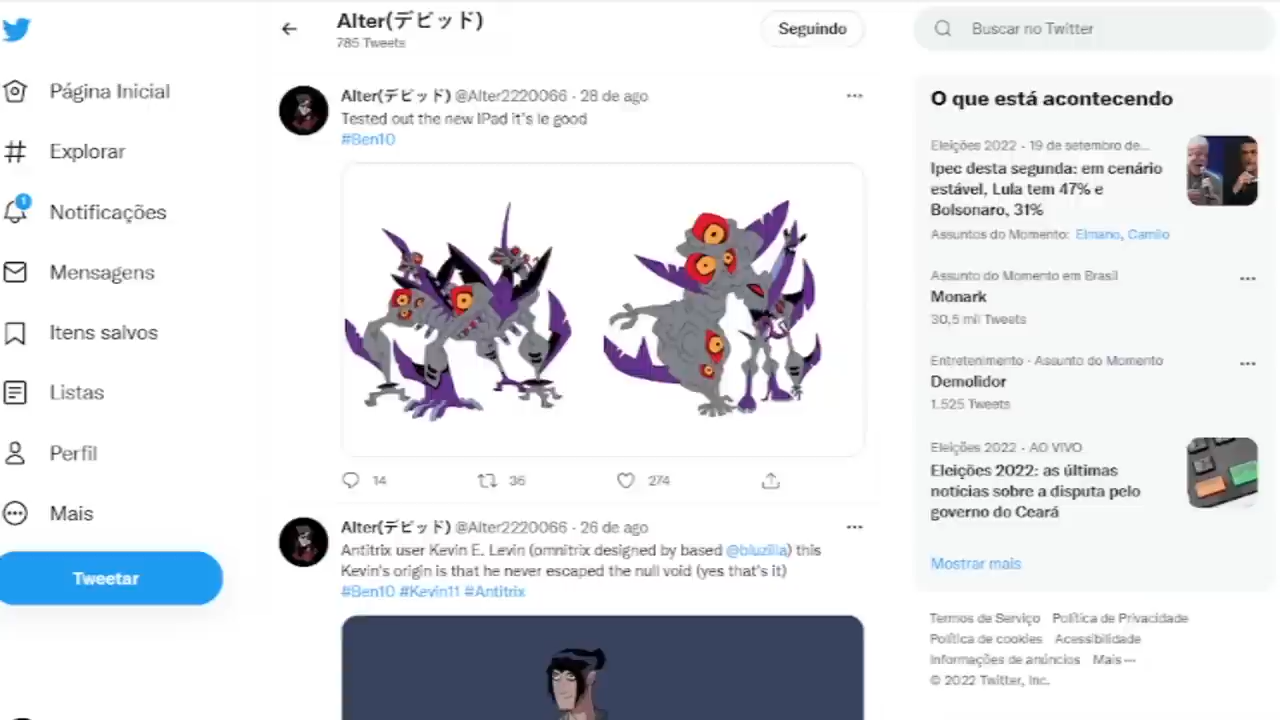 Página Inicial
Explorar
1
Notificações
Mensagens
Itens salvos
Listas
Perfil
Mais
Tweetar
Alter(デビッド)
785 Tweets
Seguindo
Alter(デビッド) @Alter2220066 · 28 de ago
Tested out the new IPad it's le good
#Ben10
14
36
274
Alter(デビッド) @Alter2220066 · 26 de ago
Antitrix user Kevin E. Levin (omnitrix designed by based @bluzilla) this
Kevin's origin is that he never escaped the null void (yes that's it)
#Ben10 #Kevin11 #Antitrix
Buscar no Twitter
O que está acontecendo
Eleições 2022 · 19 de setembro de...
Ipec desta segunda: em cenário
estável, Lula tem 47% e
Bolsonaro, 31%
Assuntos do Momento: Elmano, Camilo
Assunto do Momento em Brasil
Monark
30,5 mil Tweets
Entretenimento · Assunto do Momento
Demolidor
1.525 Tweets
Eleições 2022 · AO VIVO
Eleições 2022: as últimas
notícias sobre a disputa pelo
governo do Ceará
Mostrar mais
Termos de Serviço Política de Privacidade
Política de cookies Acessibilidade
Informações de anúncios Mais ···
© 2022 Twitter, Inc.